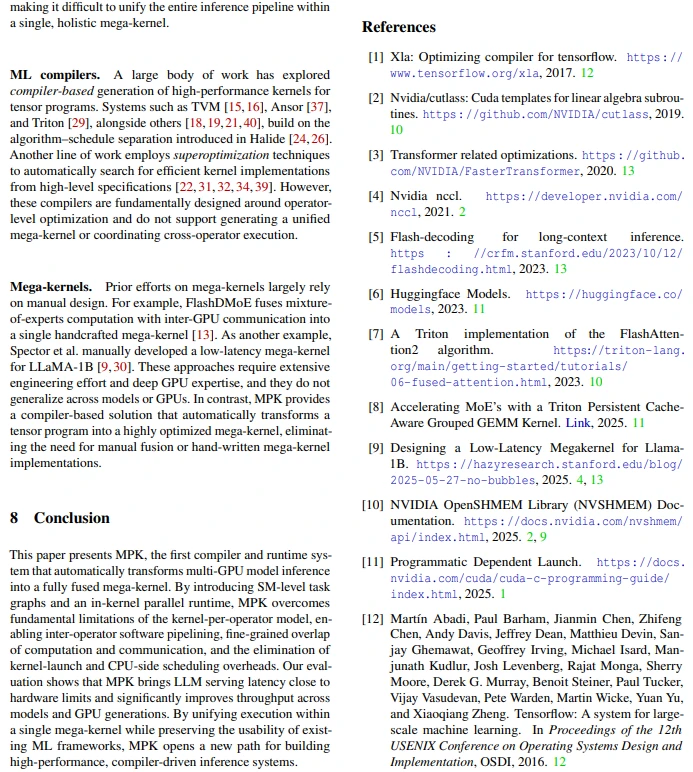 making it difficult to unify the entire inference pipeline within
a single, holistic mega-kernel.
ML compilers. A large body of work has explored
compiler-based generation of high-performance kernels for
tensor programs. Systems such as TVM [15,16], Ansor [37],
and Triton [29], alongside others [18,19,21,40], build on the
algorithm–schedule separation introduced in Halide [24,26].
Another line of work employs superoptimization techniques
to automatically search for efficient kernel implementations
from high-level specifications [22,31,32,34,39]. However,
these compilers are fundamentally designed around operator-
level optimization and do not support generating a unified
mega-kernel or coordinating cross-operator execution.
Mega-kernels. Prior efforts on mega-kernels largely rely
on manual design. For example, FlashDMoE fuses mixture-
of-experts computation with inter-GPU communication into
a single handcrafted mega-kernel [13]. As another example,
Spector et al. manually developed a low-latency mega-kernel
for LLaMA-1B [9,30]. These approaches require extensive
engineering effort and deep GPU expertise, and they do not
generalize across models or GPUs. In contrast, MPK provides
a compiler-based solution that automatically transforms a
tensor program into a highly optimized mega-kernel, eliminat-
ing the need for manual fusion or hand-written mega-kernel
implementations.
8 Conclusion
This paper presents MPK, the first compiler and runtime sys-
tem that automatically transforms multi-GPU model inference
into a fully fused mega-kernel. By introducing SM-level task
graphs and an in-kernel parallel runtime, MPK overcomes
fundamental limitations of the kernel-per-operator model, en-
abling inter-operator software pipelining, fine-grained overlap
of computation and communication, and the elimination of
kernel-launch and CPU-side scheduling overheads. Our eval-
uation shows that MPK brings LLM serving latency close to
hardware limits and significantly improves throughput across
models and GPU generations. By unifying execution within
a single mega-kernel while preserving the usability of exist-
ing ML frameworks, MPK opens a new path for building
high-performance, compiler-driven inference systems.
References
[1] Xla: Optimizing compiler for tensorflow. https://
www.tensorflow.org/xla, 2017. 12
[2] Nvidia/cutlass: Cuda templates for linear algebra subrou-
tines. https://github.com/NVIDIA/cutlass, 2019.
10
[3] Transformer related optimizations. https://github.
com/NVIDIA/FasterTransformer, 2020. 13
[4] Nvidia nccl. https://developer.nvidia.com/
nccl, 2021. 2
[5] Flash-decoding for long-context inference.
https : //crfm.stanford.edu/2023/10/12/
flashdecoding.html, 2023. 13
[6] Huggingface Models. https://huggingface.co/
models, 2023. 11
[7] A Triton implementation of the FlashAtten-
tion2 algorithm. https://triton-lang.
org/main/getting-started/tutorials/
06-fused-attention.html, 2023. 10
[8] Accelerating MoE's with a Triton Persistent Cache-
Aware Grouped GEMM Kernel. Link, 2025. 11
[9] Designing a Low-Latency Megakernel for Llama-
1B. https://hazyresearch.stanford.edu/blog/
2025-05-27-no-bubbles, 2025. 4, 13
[10] NVIDIA OpenSHMEM Library (NVSHMEM) Doc-
umentation. https://docs.nvidia.com/nvshmem/
api/index.html, 2025. 2, 9
[11] Programmatic Dependent Launch. https://docs.
nvidia.com/cuda/cuda-c-programming-guide/
index.html, 2025. 1
[12] Martín Abadi, Paul Barham, Jianmin Chen, Zhifeng
Chen, Andy Davis, Jeffrey Dean, Matthieu Devin, San-
jay Ghemawat, Geoffrey Irving, Michael Isard, Man-
junath Kudlur, Josh Levenberg, Rajat Monga, Sherry
Moore, Derek G. Murray, Benoit Steiner, Paul Tucker,
Vijay Vasudevan, Pete Warden, Martin Wicke, Yuan Yu,
and Xiaoqiang Zheng. Tensorflow: A system for large-
scale machine learning. In Proceedings of the 12th
USENIX Conference on Operating Systems Design and
Implementation, OSDI, 2016. 12